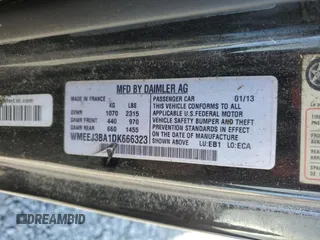 MFD BY DAIMLER AG
MADE IN FRANCE
PASSENGER CAR 01/13
KG LBS
THIS VEHICLE CONFORMS TO ALL
GVWR 1070 2315
APPLICABLE U.S. FEDERAL MOTOR
GAWR FRONT 440 970
VEHICLE SAFETY BUMPER AND THEFT
GAWR REAR 660 1455
PREVENTION STANDARDS IN EFFECT
WMEEJ3BA1DK666323
ON THE DATE OF MANUFACTURE SHOWN ABOVE
LU:EB1 LO:ECA
DREAMBID